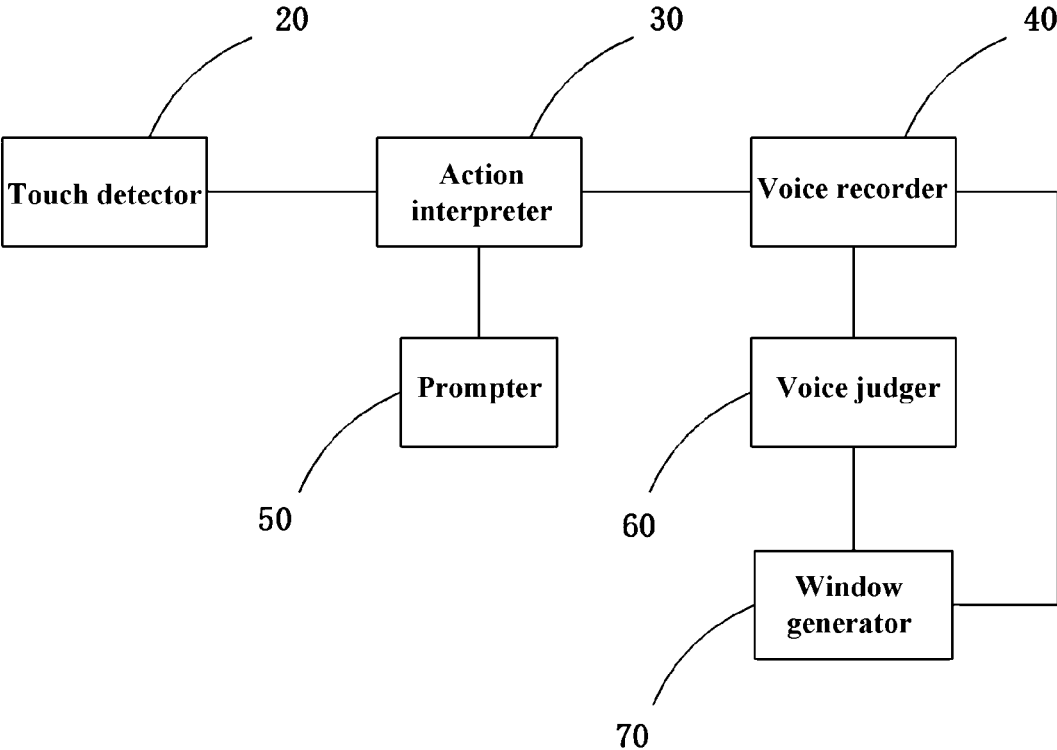 20
30
40
Touch detector
Action
interpreter
Voice recorder
Prompter
Voice judger
50
60
Window
generator
70